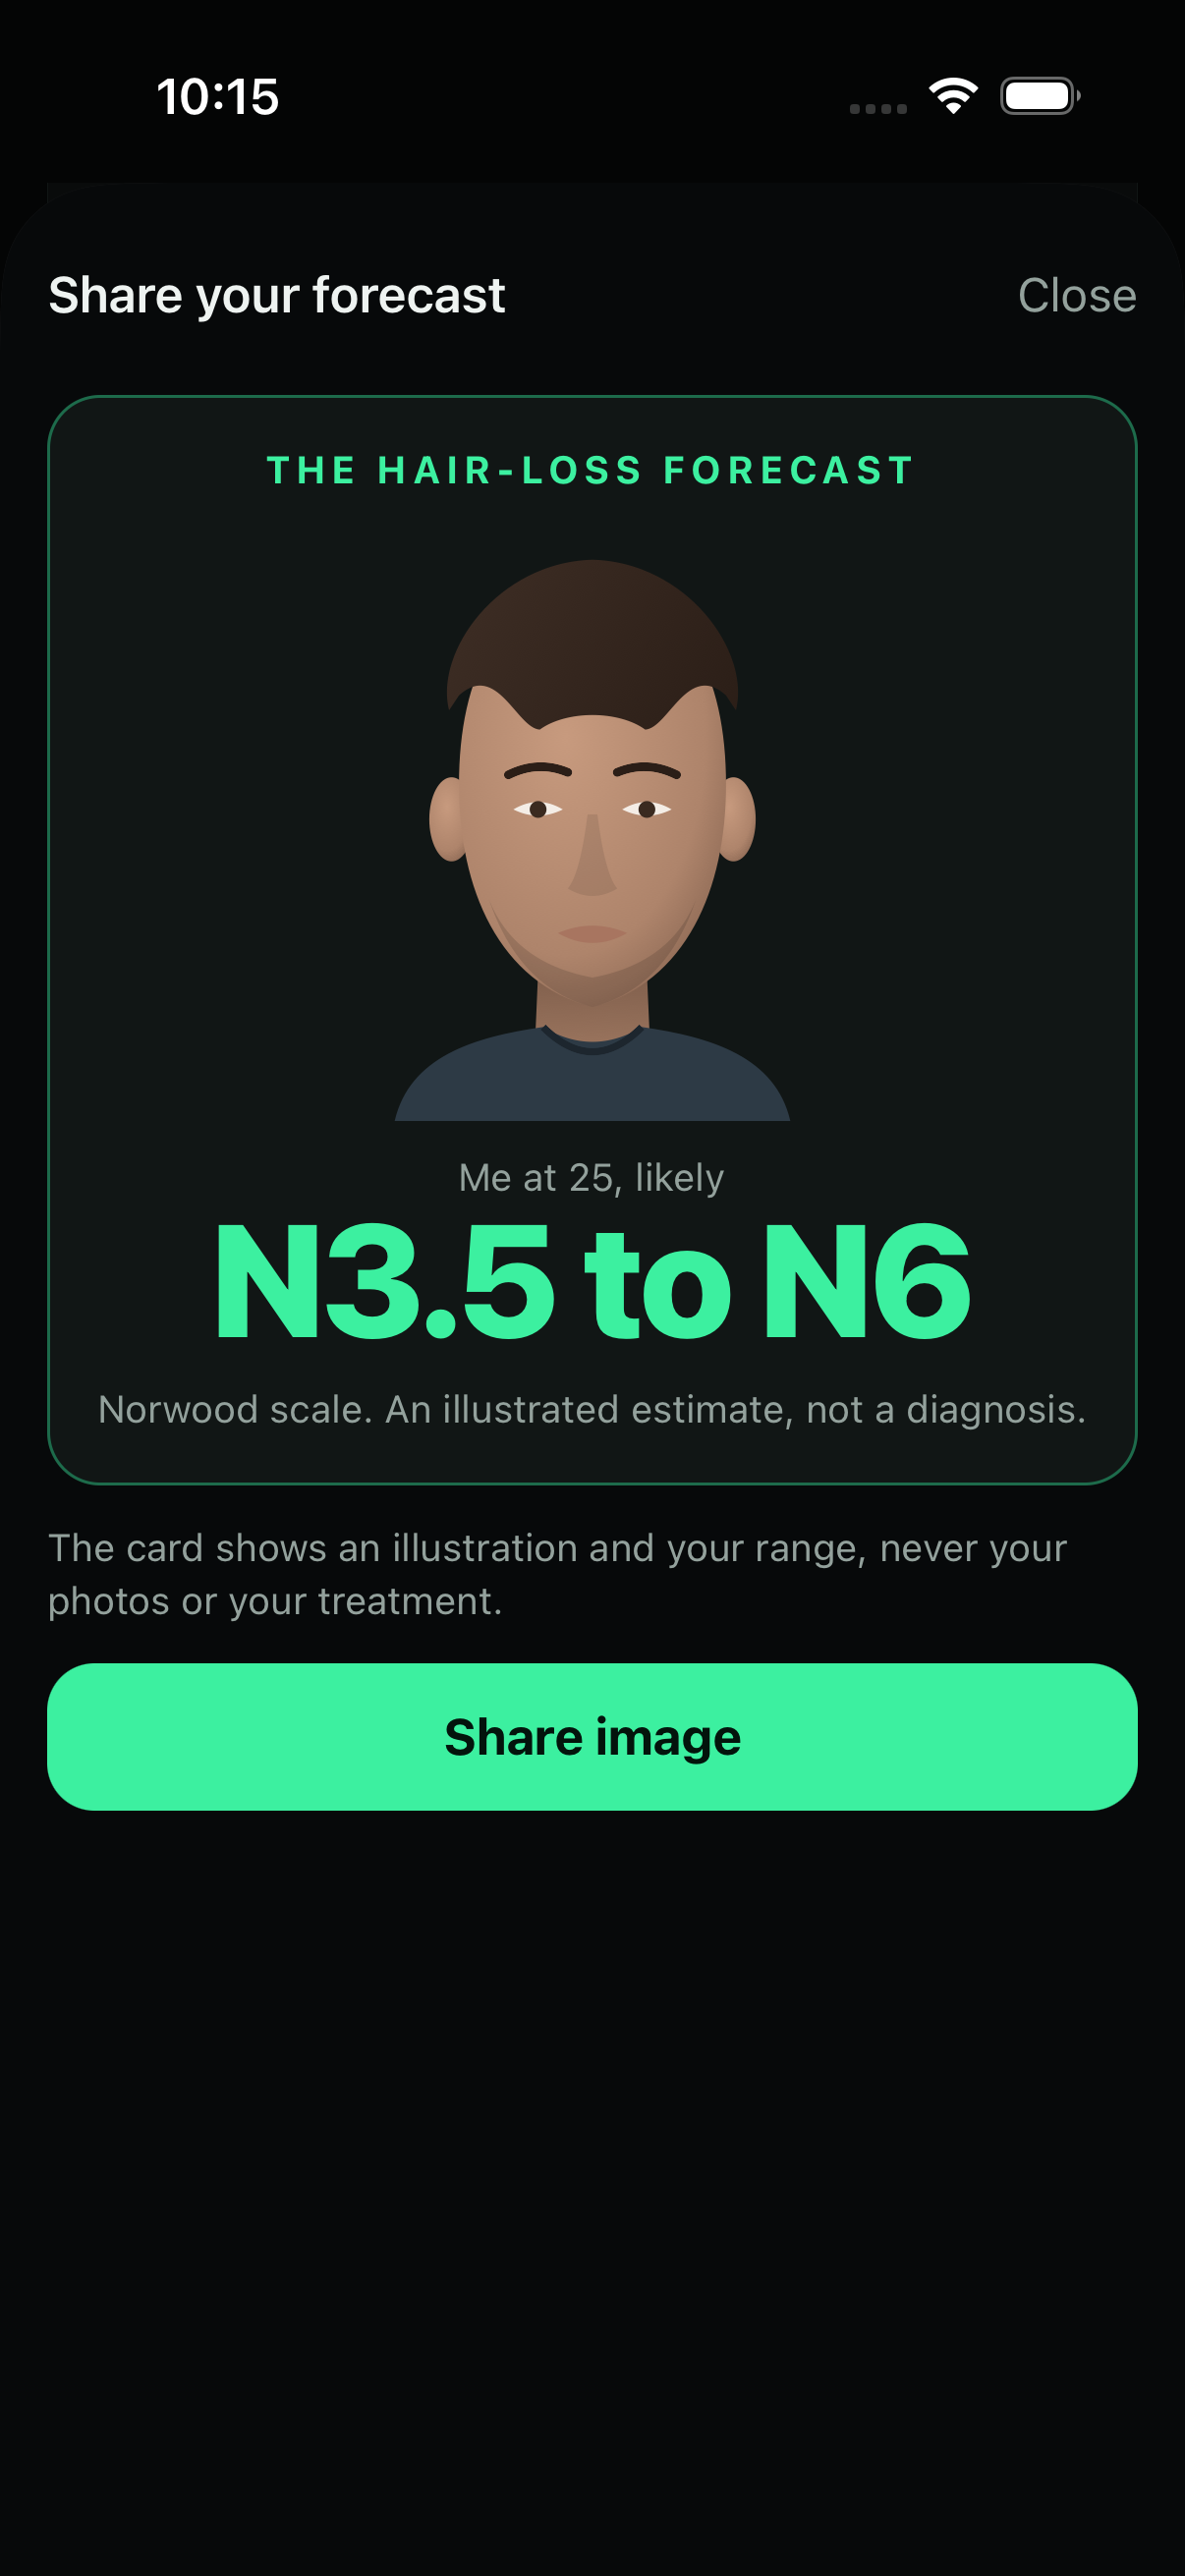 10:15
Share your forecast
Close
THE HAIR-LOSS FORECAST
Me at 25, likely
N3.5 to N6
Norwood scale. An illustrated estimate, not a diagnosis.
The card shows an illustration and your range, never your
photos or your treatment.
Share image